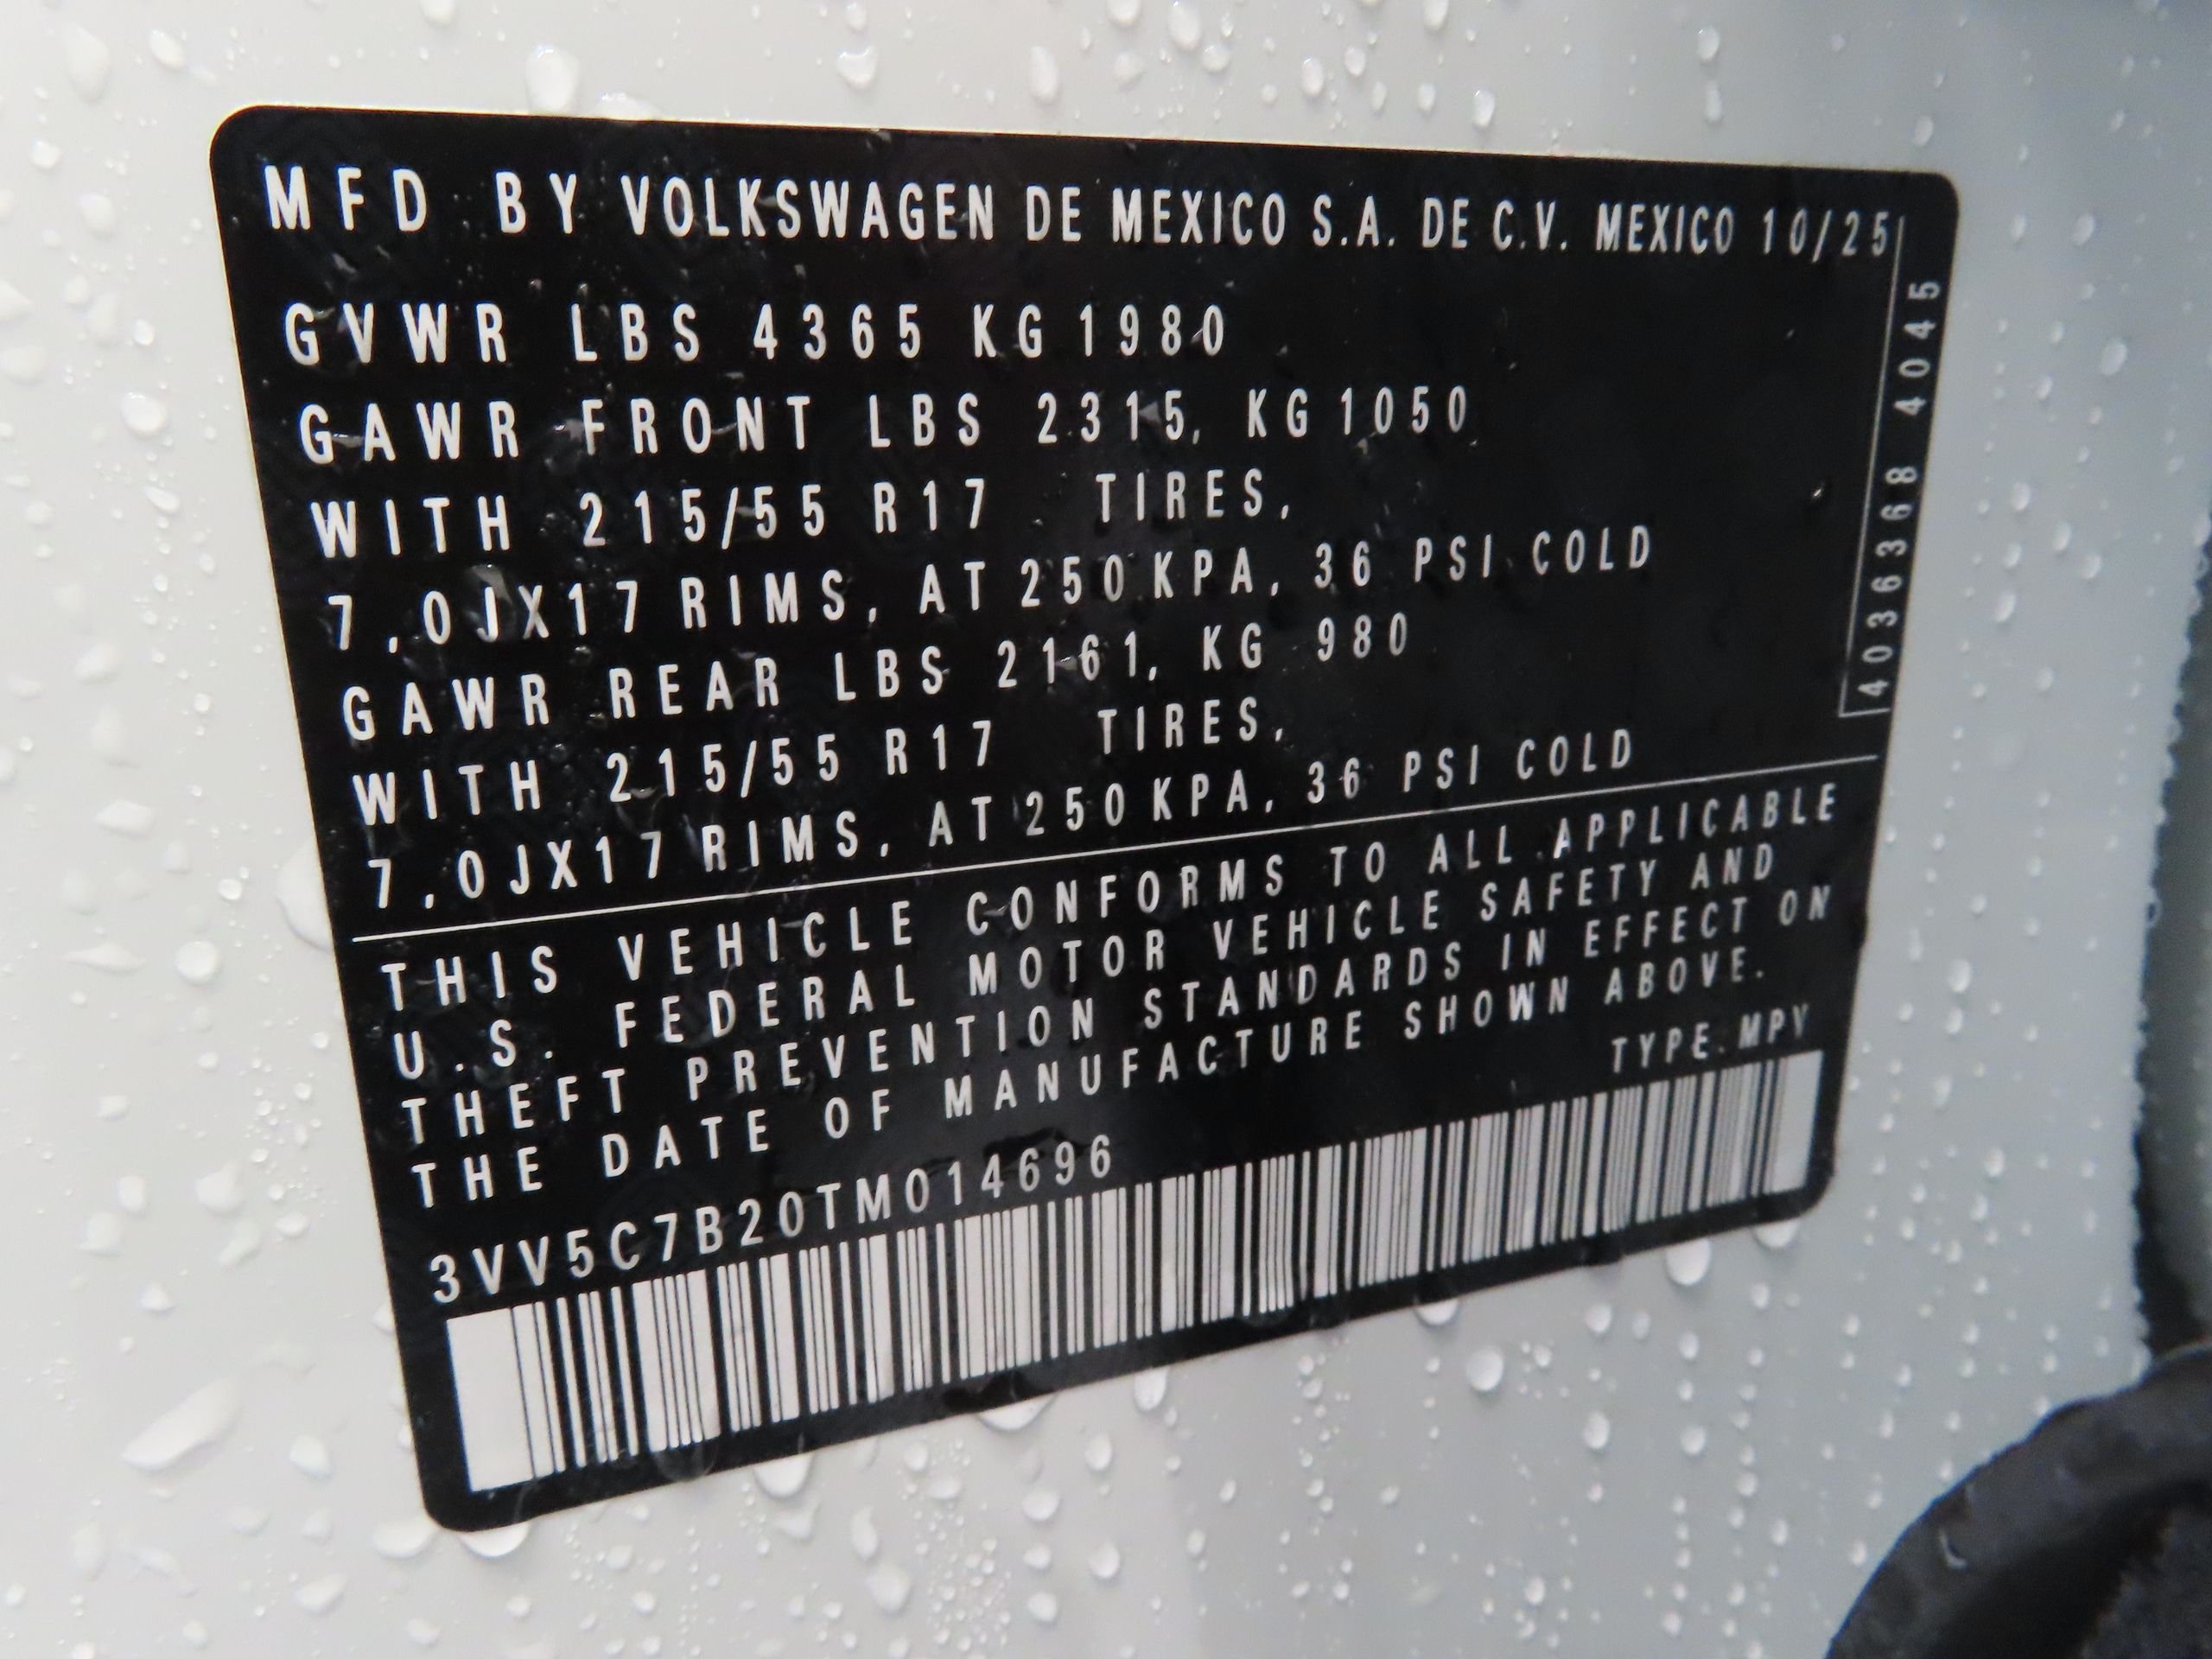 MFD BY VOLKSWAGEN DE MEXICO S.A. DE C.V. MEXICO 10/25
GVWR LBS 4365 KG 1980
GAWR FRONT LBS 2315, KG 1050
WITH 215/55 R17 TIRES,
7,0JX17 RIMS, AT 250 KPA, 36 PSI COLD
GAWR REAR LBS 2161, KG 980
WITH 215/55 R17 TIRES,
7,0JX17 RIMS, AT 250 KPA, 36 PSI COLD
THIS VEHICLE CONFORMS TO ALL APPLICABLE
U.S. FEDERAL MOTOR VEHICLE SAFETY AND
THEFT PREVENTION STANDARDS IN EFFECT ON
THE DATE OF MANUFACTURE SHOWN ABOVE.
TYPE.MPV
3VV5C7B20TM014696
4036368 4045